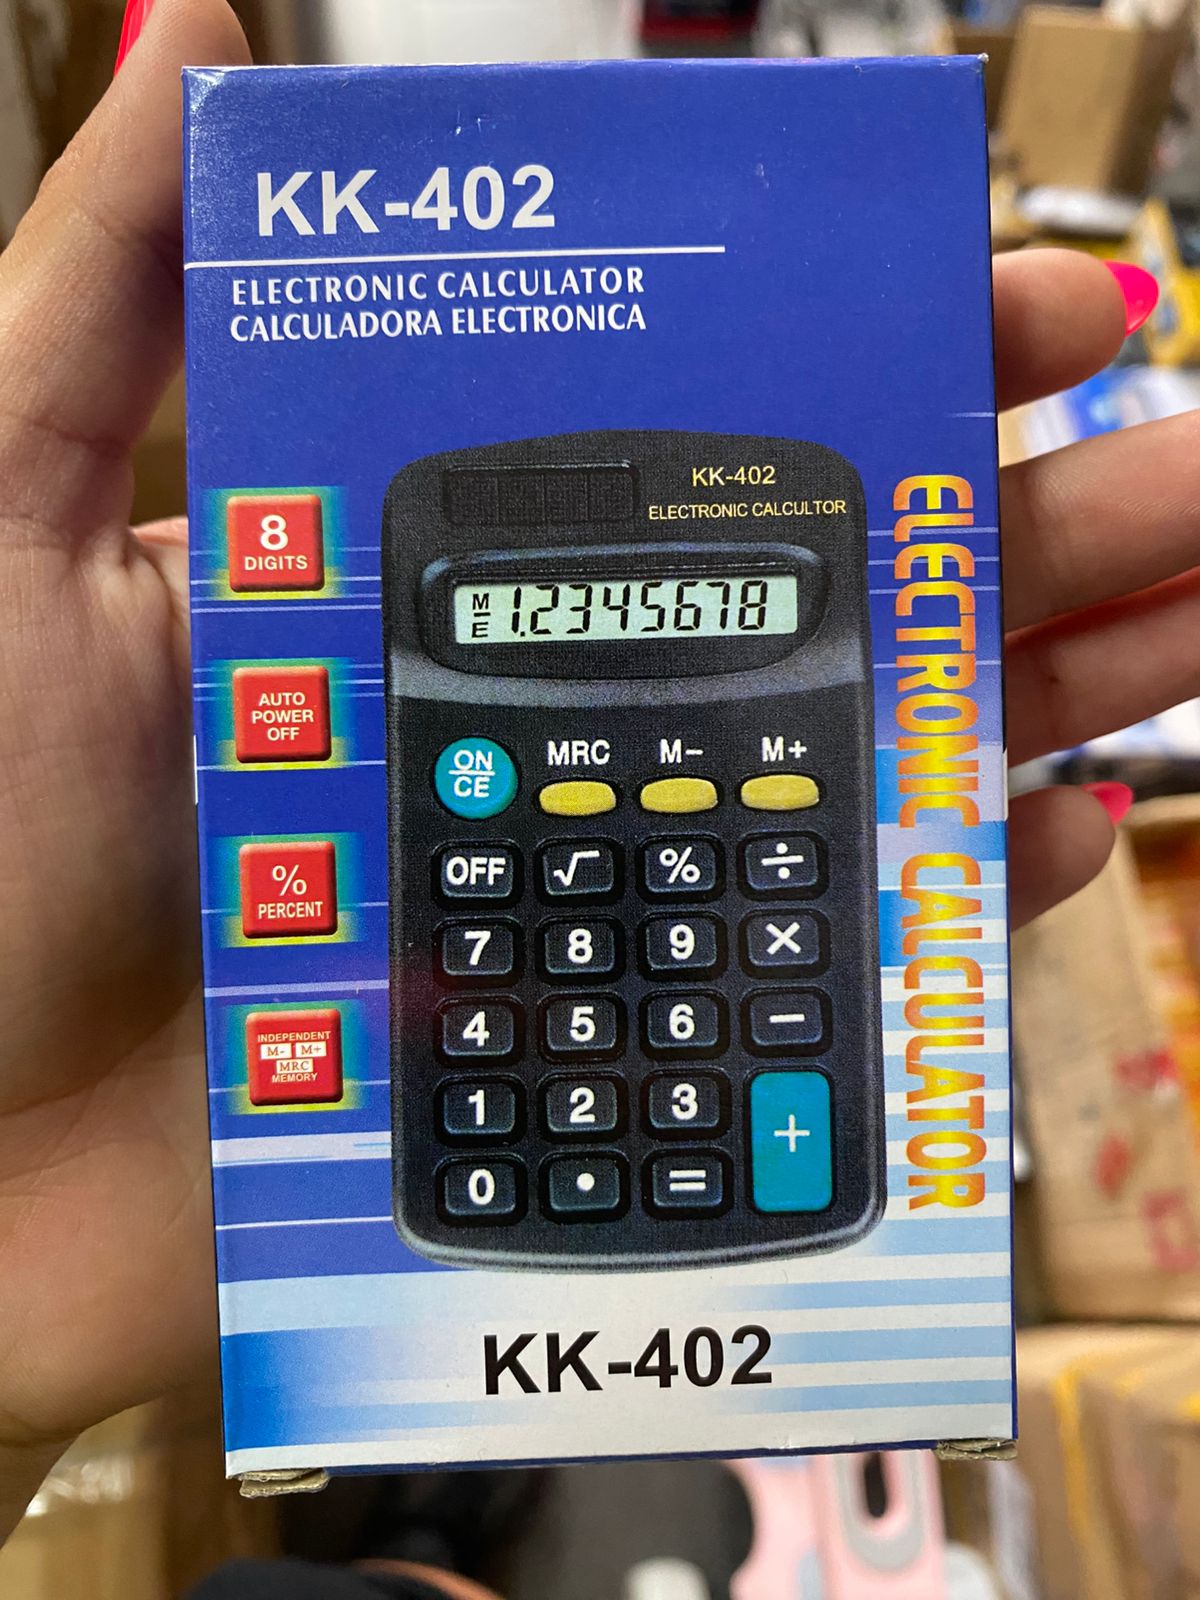 KK-402
ELECTRONIC CALCULATOR
CALCULADORA ELECTRONICA
8
DIGITS
AUTO
POWER
OFF
%
PERCENT
INDEPENDENT
M- M+
MRC
MEMORY
KK-402
ELECTRONIC CALCULTOR
M
E
1.2345678
ON
CE
MRC M− M+
OFF √ % ÷
7 8 9 ×
4 5 6 −
1 2 3 +
0 . =
ELECTRONIC CALCULATOR
KK-402